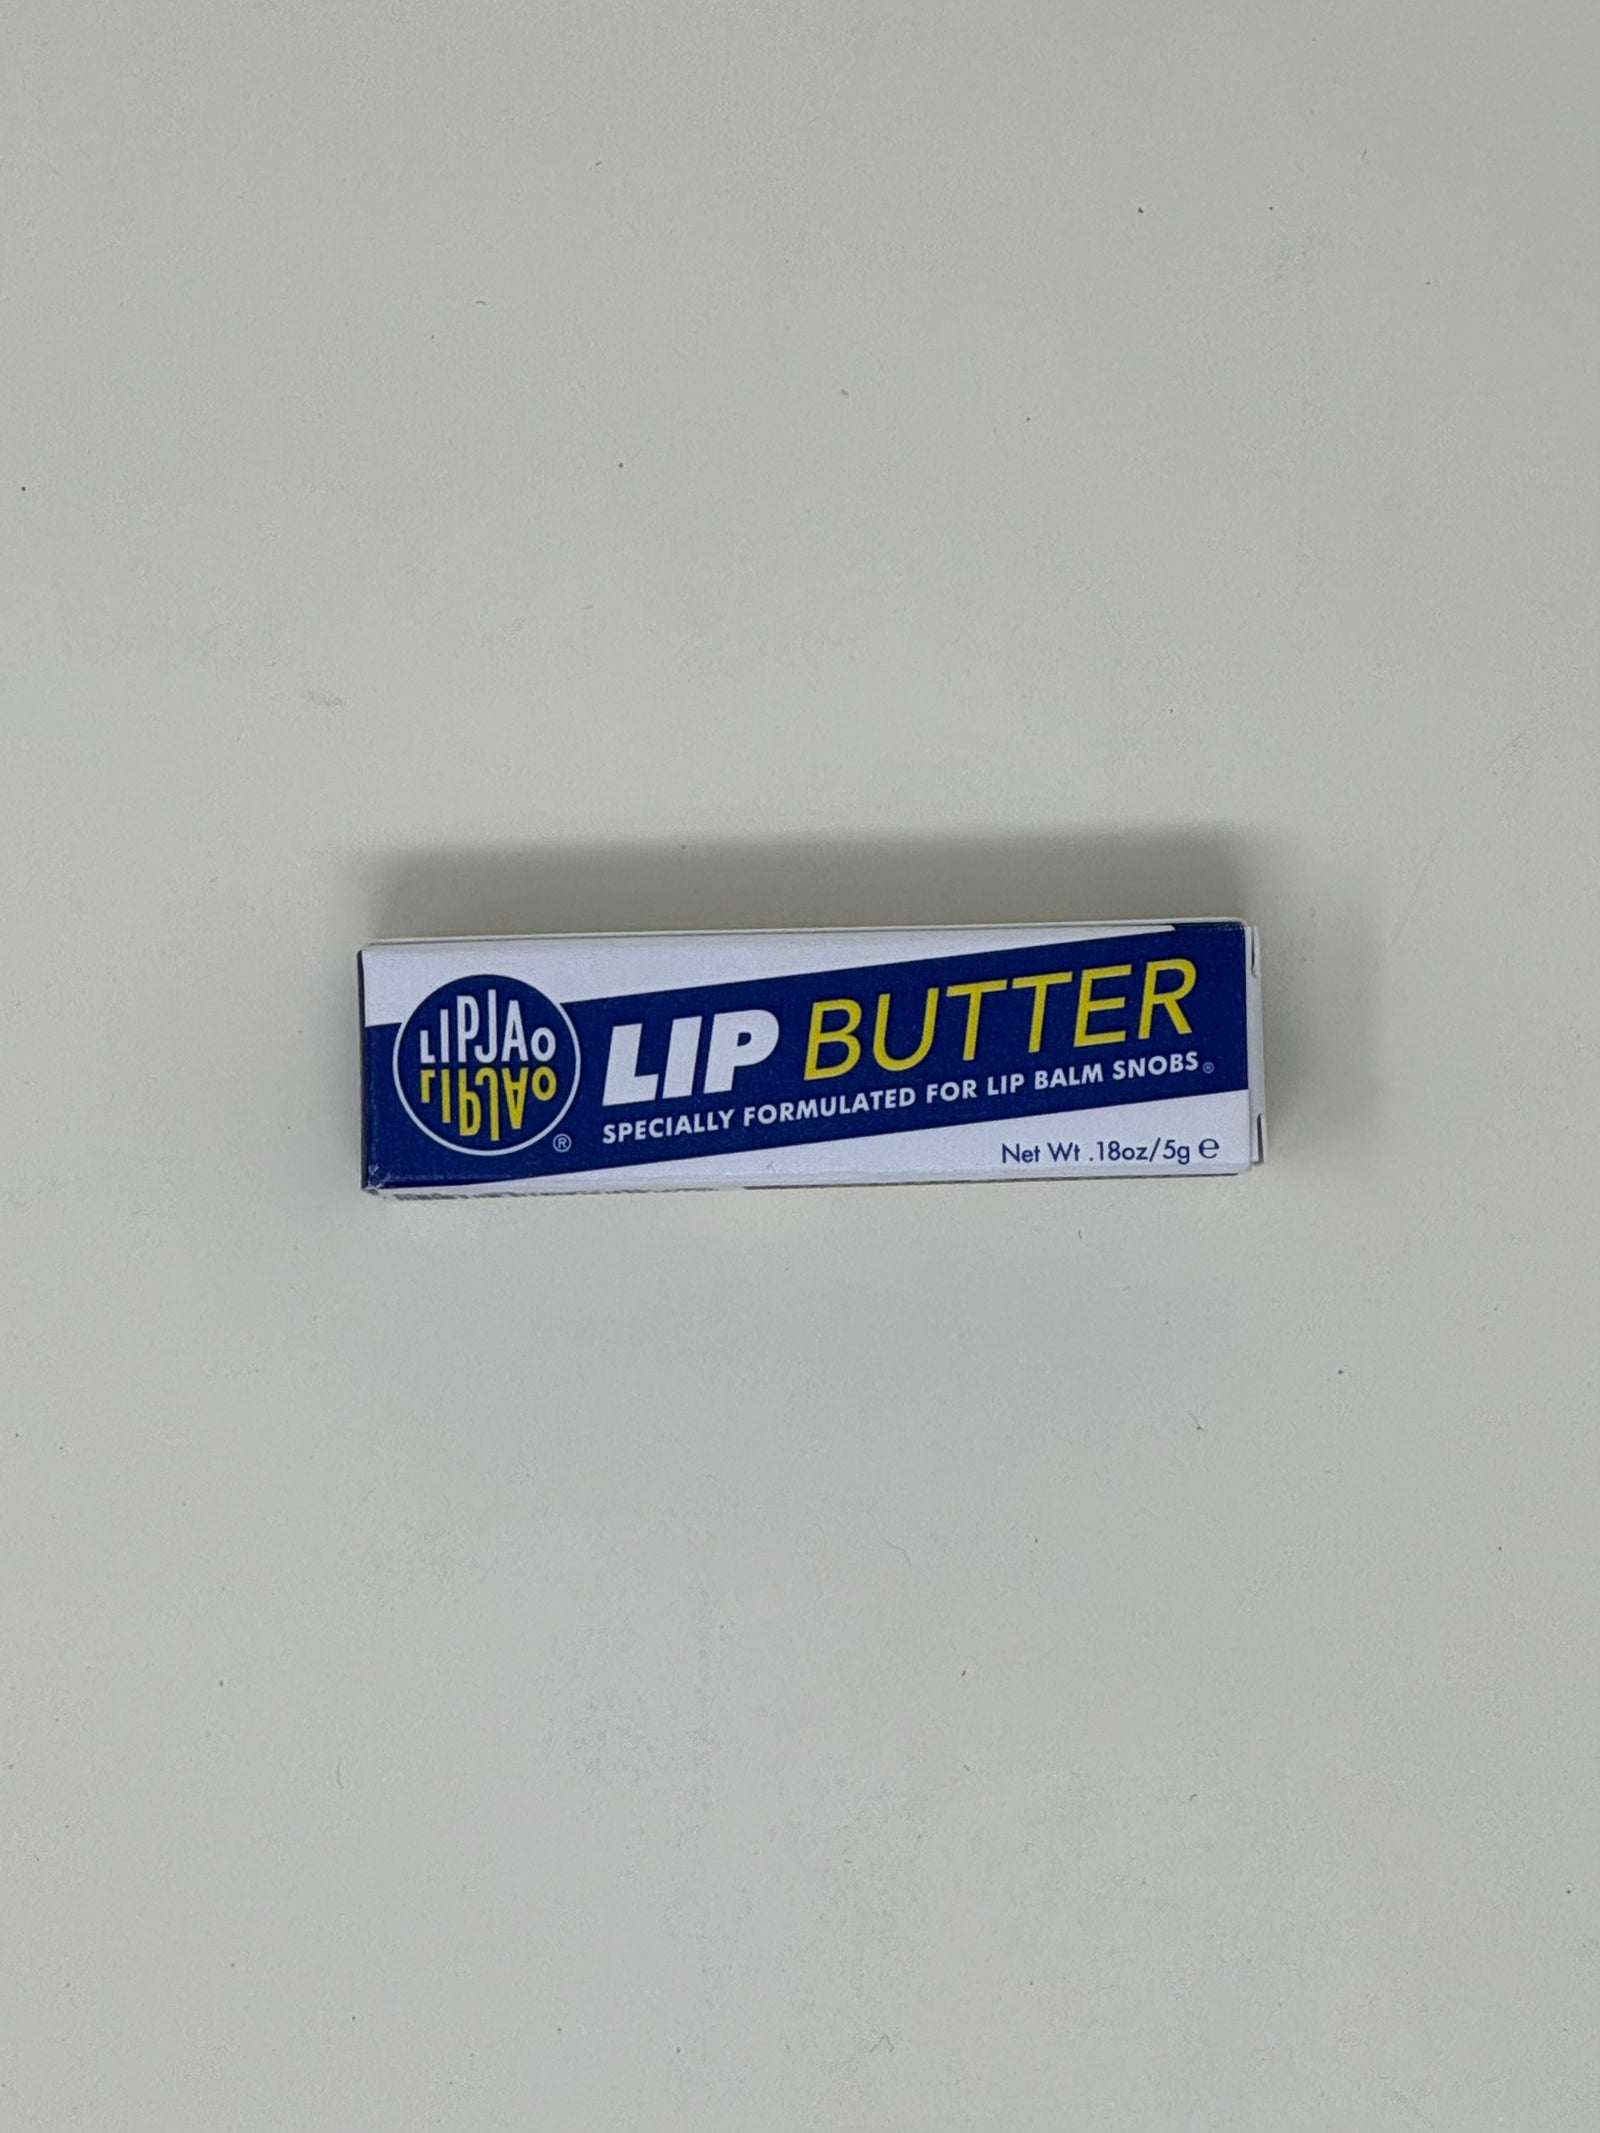 LIPJAO
LIPJAO
®
LIP BUTTER
SPECIALLY FORMULATED FOR LIP BALM SNOBS®
Net Wt .18oz/5g ℮